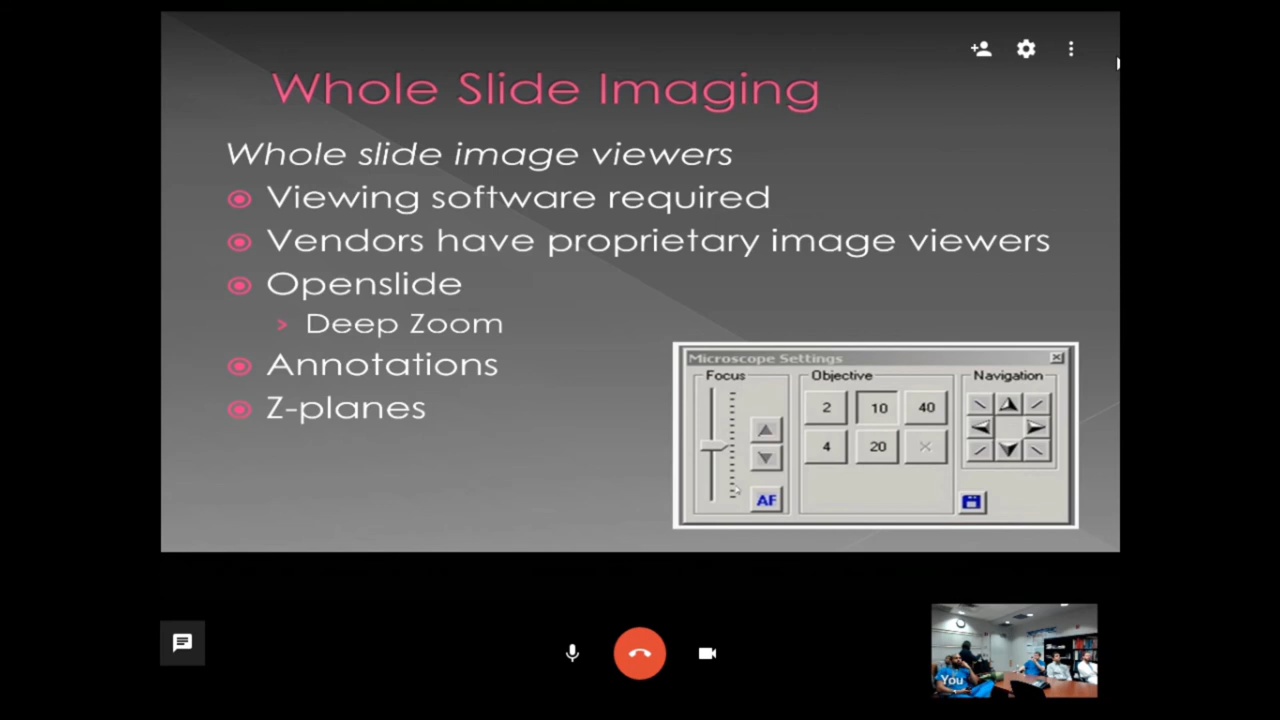 Whole Slide Imaging
Whole slide image viewers
Viewing software required
Vendors have proprietary image viewers
Openslide
> Deep Zoom
Annotations
Z-planes
Microscope Settings
Focus
Objective
Navigation
2 10 40
4 20
AF
You